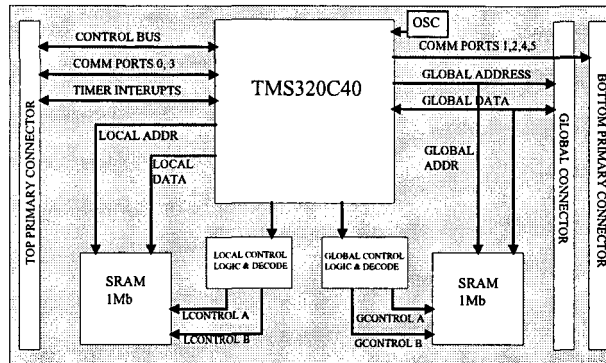 OSC
CONTROL BUS
COMM PORTS 0, 3
TIMER INTERUPTS
LOCAL ADDR
LOCAL
DATA
TMS320C40
COMM PORTS 1,2,4,5
GLOBAL ADDRESS
GLOBAL DATA
GLOBAL
ADDR
TOP PRIMARY CONNECTOR
GLOBAL CONNECTOR
BOTTOM PRIMARY CONNECTOR
LOCAL CONTROL
LOGIC & DECODE
GLOBAL CONTROL
LOGIC & DECODE
SRAM
1Mb
LCONTROL A
LCONTROL B
GCONTROL A
GCONTROL B
SRAM
1Mb